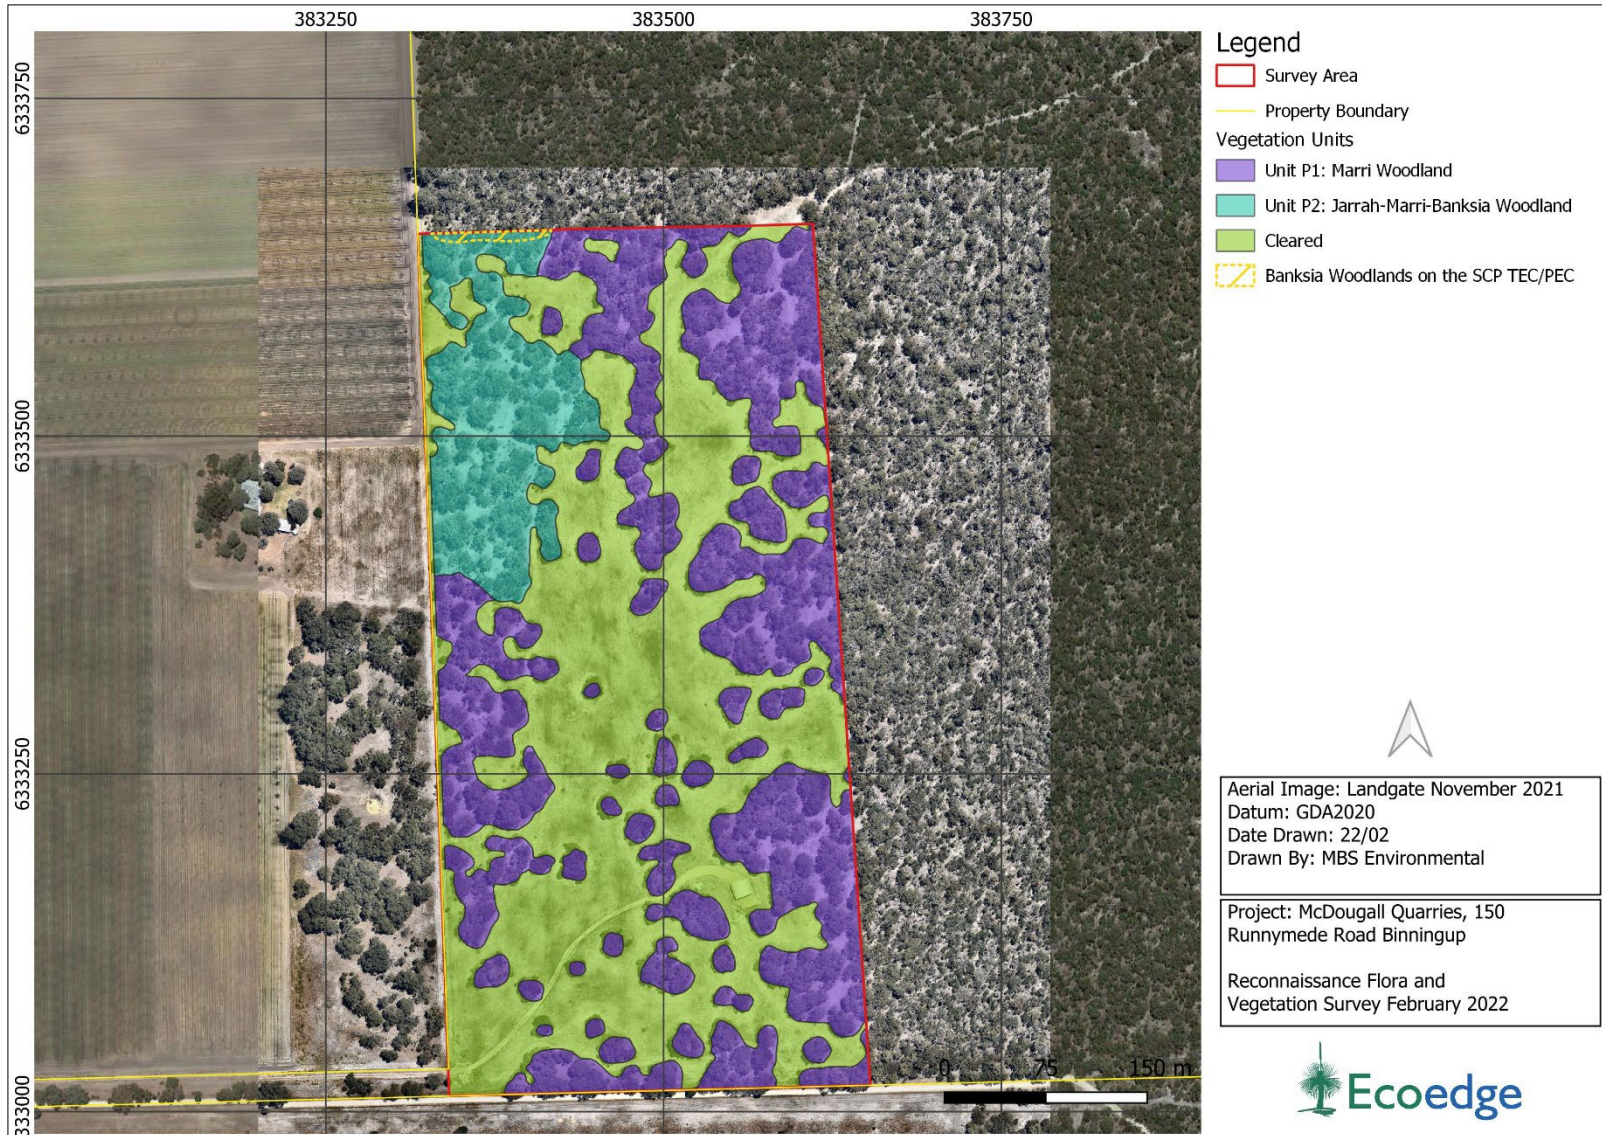 383250
383500
383750
6333750
6333500
6333250
333000
Legend
Survey Area
Property Boundary
Vegetation Units
Unit P1: Marri Woodland
Unit P2: Jarrah-Marri-Banksia Woodland
Cleared
Banksia Woodlands on the SCP TEC/PEC
Aerial Image: Landgate November 2021
Datum: GDA2020
Date Drawn: 22/02
Drawn By: MBS Environmental
Project: McDougall Quarries, 150
Runnymede Road Binningup
Reconnaissance Flora and
Vegetation Survey February 2022
0 75 150 m
Ecoedge